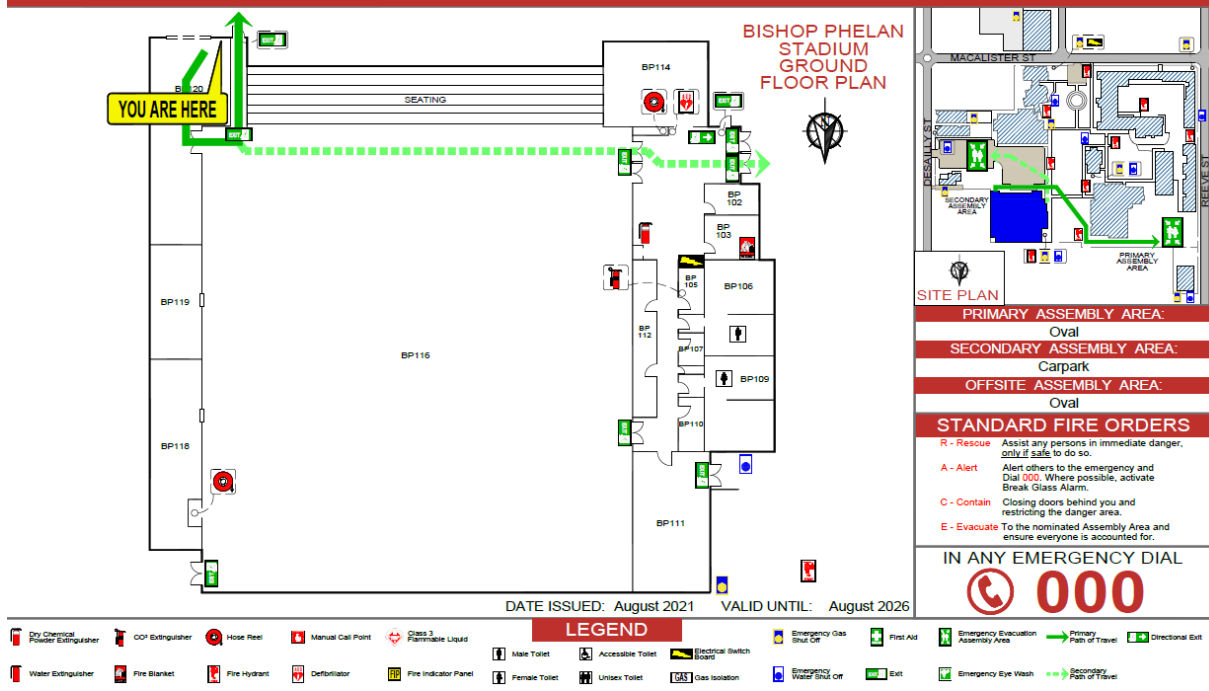 BISHOP PHELAN
STADIUM
GROUND
FLOOR PLAN
BP114
SEATING
YOU ARE HERE
BP
102
BP
103
BP
105
BP106
BP119
BP
112
BP107
BP116
BP109
BP110
BP118
BP111
MACALISTER ST
DESAILLY ST
REEVE ST
SECONDARY
ASSEMBLY
AREA
PRIMARY
ASSEMBLY
AREA
SITE PLAN
PRIMARY ASSEMBLY AREA:
Oval
SECONDARY ASSEMBLY AREA:
Carpark
OFFSITE ASSEMBLY AREA:
Oval
STANDARD FIRE ORDERS
R - Rescue Assist any persons in immediate danger,
only if safe to do so.
A - Alert Alert others to the emergency and
Dial 000. Where possible, activate
Break Glass Alarm.
C - Contain Closing doors behind you and
restricting the danger area.
E - Evacuate To the nominated Assembly Area and
ensure everyone is accounted for.
IN ANY EMERGENCY DIAL
000
DATE ISSUED: August 2021 VALID UNTIL: August 2026
LEGEND
Dry Chemical
Powder Extinguisher
CO² Extinguisher
Hose Reel
Manual Call Point
Class 3
Flammable Liquid
Water Extinguisher
Fire Blanket
Fire Hydrant
Defibrillator
FIP
Fire Indicator Panel
Male Toilet
Accessible Toilet
Electrical Switch
Board
Female Toilet
Unisex Toilet
GAS
Gas Isolation
Emergency Gas
Shut Off
First Aid
Emergency Evacuation
Assembly Area
Primary
Path of Travel
Directional Exit
Emergency
Water Shut Off
EXIT
Exit
Emergency Eye Wash
Secondary
Path of Travel